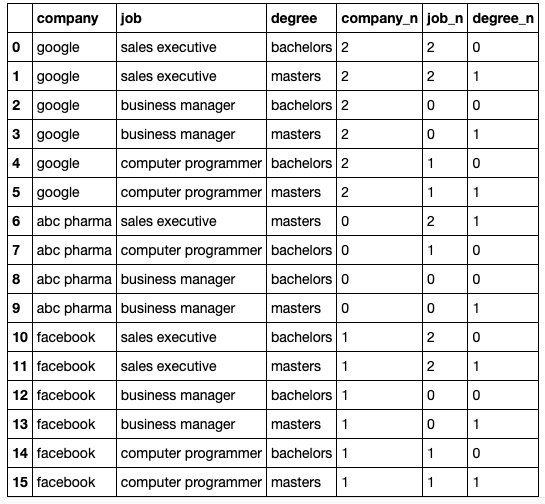 company job degree company_n job_n degree_n
0 google sales executive bachelors 2 2 0
1 google sales executive masters 2 2 1
2 google business manager bachelors 2 0 0
3 google business manager masters 2 0 1
4 google computer programmer bachelors 2 1 0
5 google computer programmer masters 2 1 1
6 abc pharma sales executive masters 0 2 1
7 abc pharma computer programmer bachelors 0 1 0
8 abc pharma business manager bachelors 0 0 0
9 abc pharma business manager masters 0 0 1
10 facebook sales executive bachelors 1 2 0
11 facebook sales executive masters 1 2 1
12 facebook business manager bachelors 1 0 0
13 facebook business manager masters 1 0 1
14 facebook computer programmer bachelors 1 1 0
15 facebook computer programmer masters 1 1 1